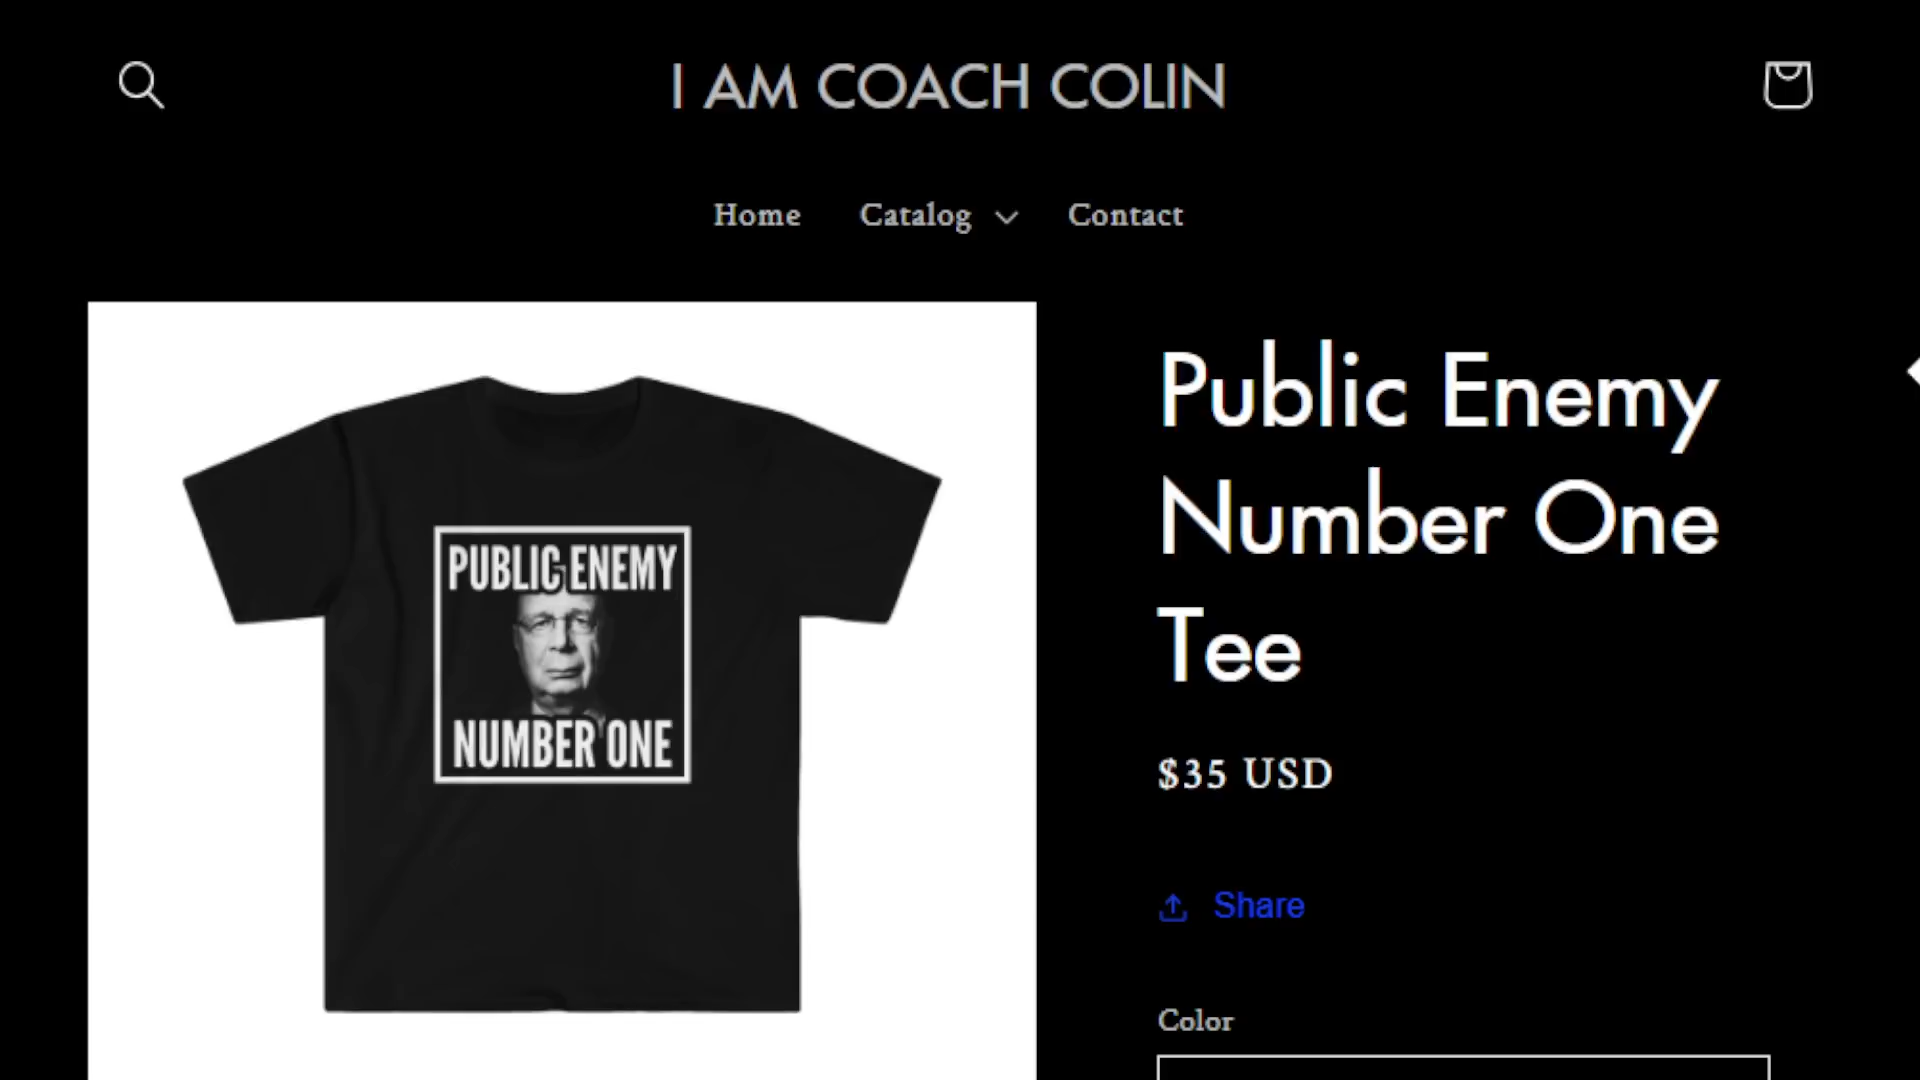 I AM COACH COLIN
Home Catalog Contact
PUBLIC ENEMY
NUMBER ONE
Public Enemy
Number One
Tee
$35 USD
Share
Color